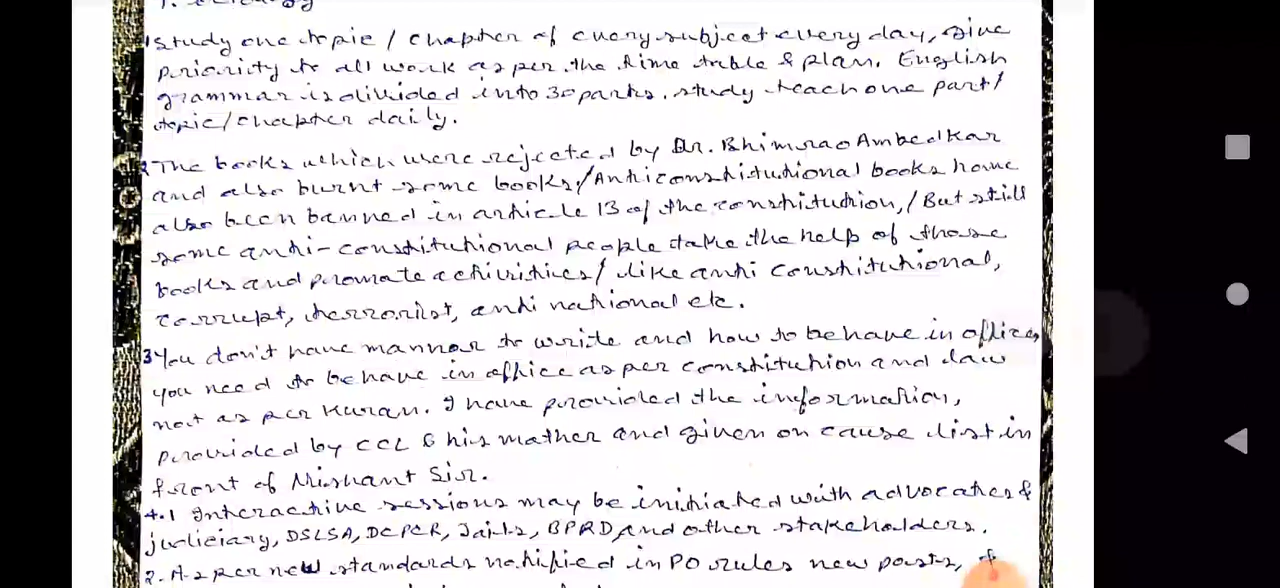 1 Study one topic / chapter of every subject every day, give
priority to all work as per the time table & plan. English
grammar is divided into 30 parts. study teach one part/
topic/chapter daily.
2 The books which were rejected by Dr. Bhimrao Ambedkar
and also burnt some books/Anticonstitutional books have
also been banned in article 13 of the constitution,/But still
some anti-constitutional people take the help of those
books and promote activities/ like anti constitutional,
corrupt, terrorist, anti national etc.
3 You don't have mannar to write and how to behave in office,
you need to behave in office as per constitution and law
not as per Kuran. I have provided the information,
provided by CCL & his mother and given on cause list in
front of Nishant Sir.
4.1 Interactive sessions may be initiated with advocates &
judiciary, DSLSA, DCPCR, Jails, BPRD and other stakeholders.
2. As per new standards notified in PO rules new posts,